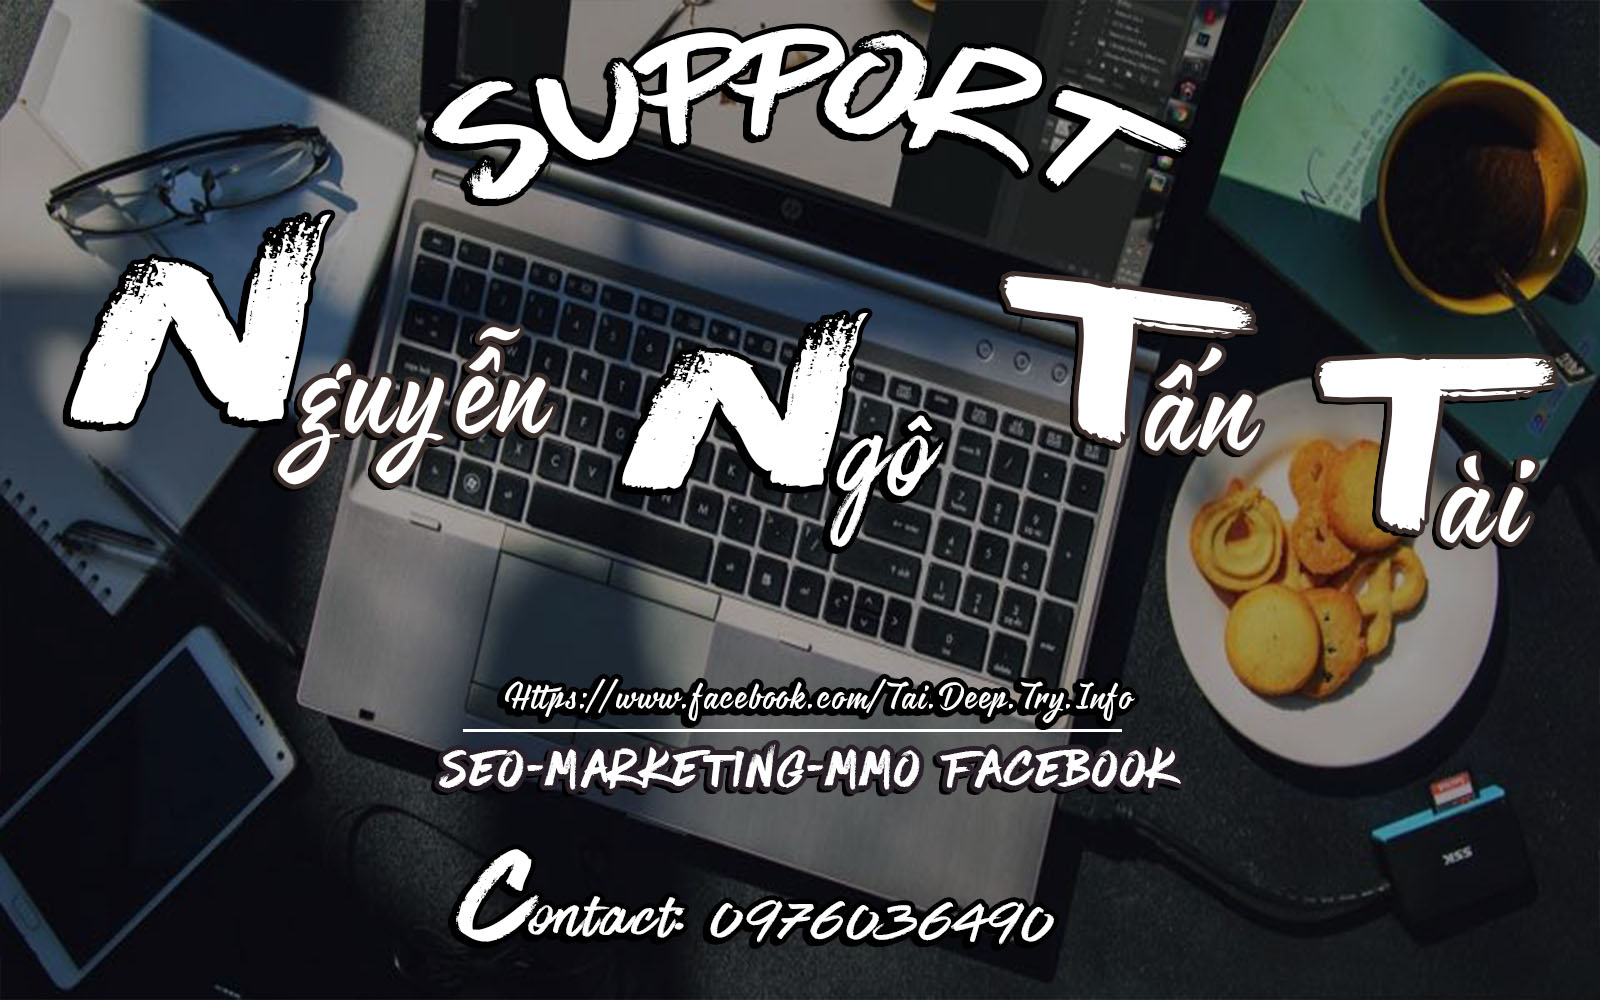 SUPPORT
Nguyễn Ngô Tấn Tài
Https://www.facebook.com/Tai.Deep.Try.Info
SEO-MARKETING-MMO FACEBOOK
Contact: 0976036490
SSK